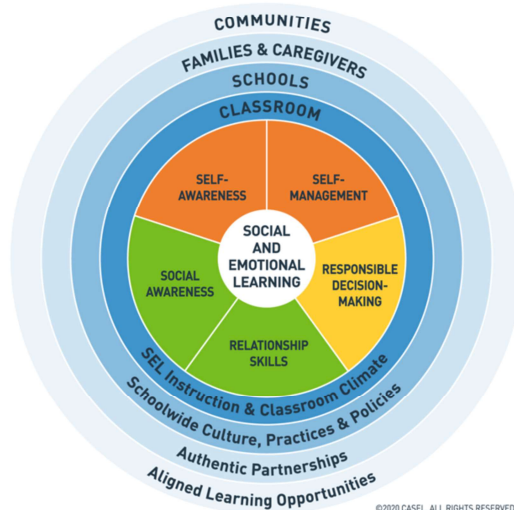 COMMUNITIES
FAMILIES & CAREGIVERS
SCHOOLS
CLASSROOM
SELF-
AWARENESS
SELF-
MANAGEMENT
SOCIAL
AND
EMOTIONAL
LEARNING
SOCIAL
AWARENESS
RESPONSIBLE
DECISION-
MAKING
RELATIONSHIP
SKILLS
SEL Instruction & Classroom Climate
Schoolwide Culture, Practices & Policies
Authentic Partnerships
Aligned Learning Opportunities
©2020 CASEL. ALL RIGHTS RESERVED